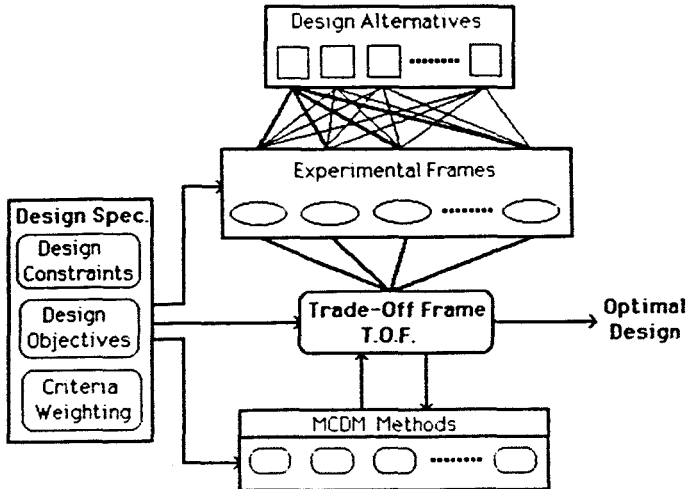 Design Alternatives
Experimental Frames
Design Spec.
Design
Constraints
Design
Objectives
Criteria
Weighting
Trade-Off Frame
T.O.F.
Optimal
Design
MCDM Methods